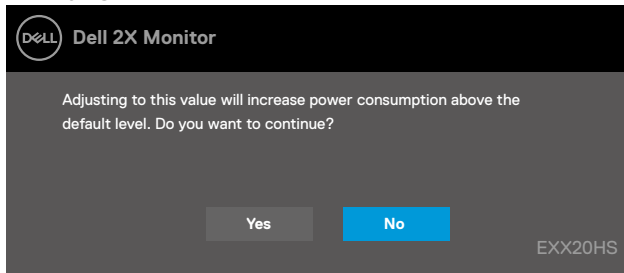 DELL Dell 2X Monitor
Adjusting to this value will increase power consumption above the
default level. Do you want to continue?
Yes No
EXX20HS